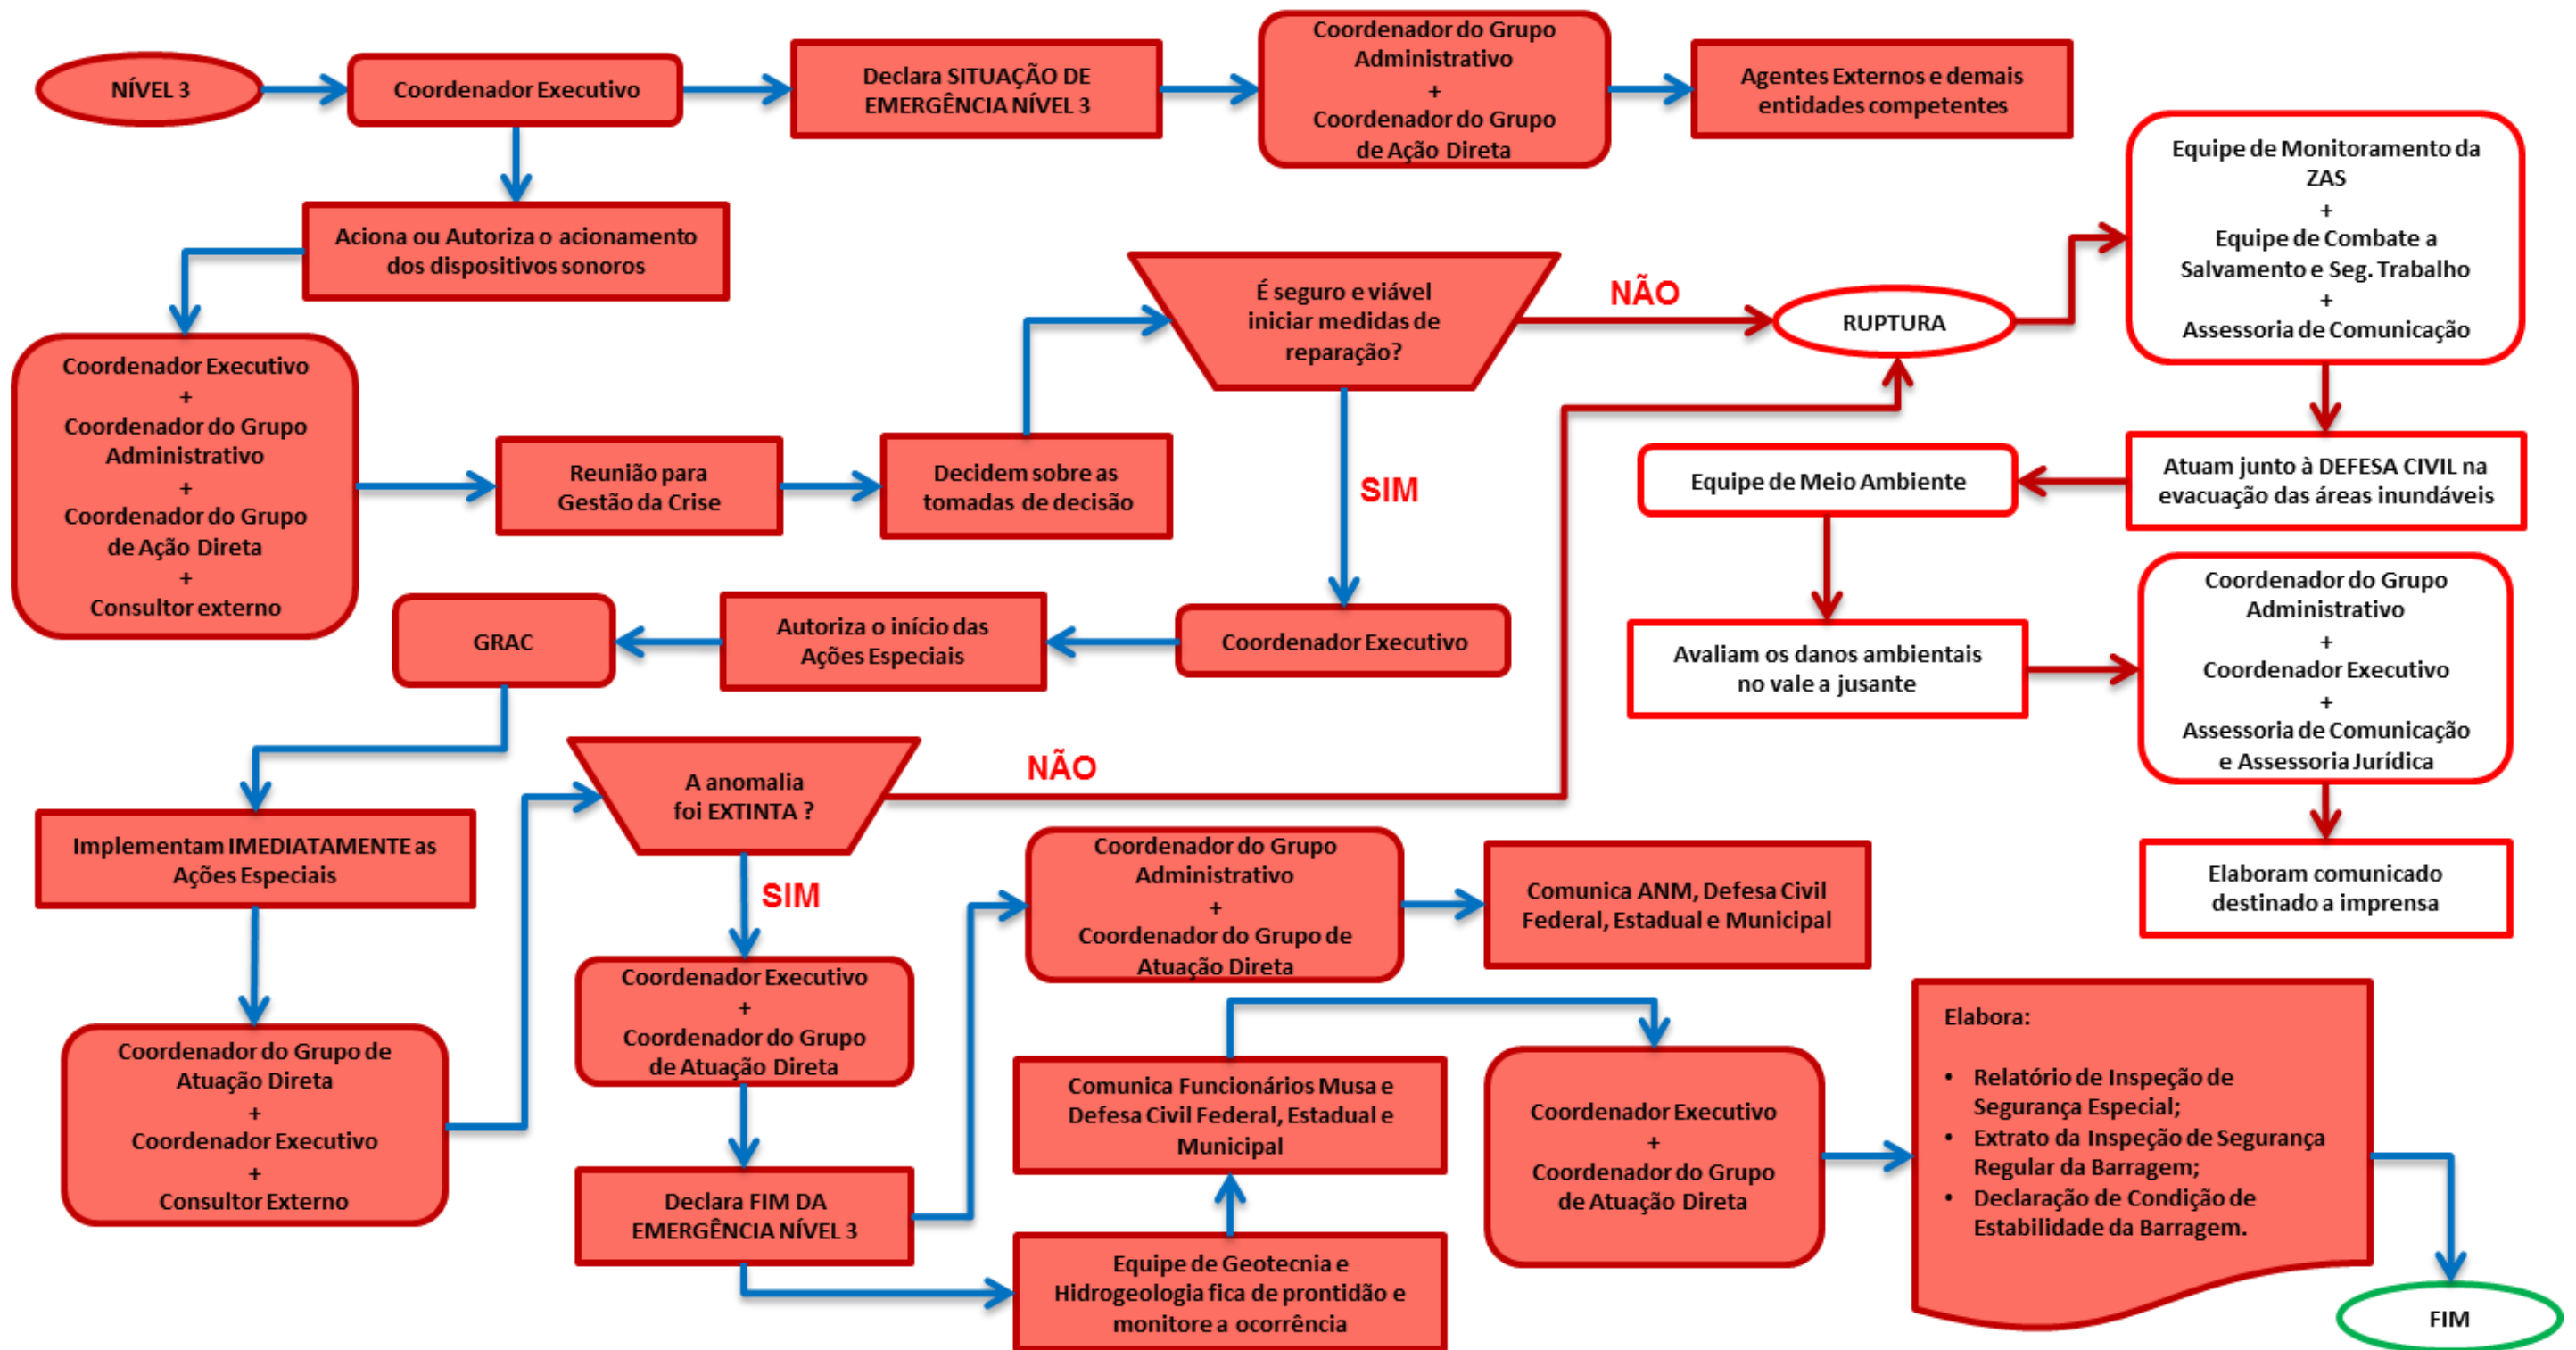 NÍVEL 3
Coordenador Executivo
Declara SITUAÇÃO DE
EMERGÊNCIA NÍVEL 3
Coordenador do Grupo
Administrativo
+
Coordenador do Grupo
de Ação Direta
Agentes Externos e demais
entidades competentes
Aciona ou Autoriza o acionamento
dos dispositivos sonoros
Coordenador Executivo
+
Coordenador do Grupo
Administrativo
+
Coordenador do Grupo
de Ação Direta
+
Consultor externo
Reunião para
Gestão da Crise
Decidem sobre as
tomadas de decisão
É seguro e viável
iniciar medidas de
reparação?
NÃO
RUPTURA
Equipe de Monitoramento da
ZAS
+
Equipe de Combate a
Salvamento e Seg. Trabalho
+
Assessoria de Comunicação
Atuam junto à DEFESA CIVIL na
evacuação das áreas inundáveis
Equipe de Meio Ambiente
Avaliam os danos ambientais
no vale a jusante
Coordenador do Grupo
Administrativo
+
Coordenador Executivo
+
Assessoria de Comunicação
e Assessoria Jurídica
Elaboram comunicado
destinado a imprensa
SIM
Coordenador Executivo
Autoriza o início das
Ações Especiais
GRAC
Implementam IMEDIATAMENTE as
Ações Especiais
Coordenador do Grupo de
Atuação Direta
+
Coordenador Executivo
+
Consultor Externo
A anomalia
foi EXTINTA ?
NÃO
SIM
Coordenador Executivo
+
Coordenador do Grupo
de Atuação Direta
Declara FIM DA
EMERGÊNCIA NÍVEL 3
Coordenador do Grupo
Administrativo
+
Coordenador do Grupo de
Atuação Direta
Comunica ANM, Defesa Civil
Federal, Estadual e Municipal
Equipe de Geotecnia e
Hidrogeologia fica de prontidão e
monitore a ocorrência
Comunica Funcionários Musa e
Defesa Civil Federal, Estadual e
Municipal
Coordenador Executivo
+
Coordenador do Grupo
de Atuação Direta
Elabora:
• Relatório de Inspeção de
Segurança Especial;
• Extrato da Inspeção de Segurança
Regular da Barragem;
• Declaração de Condição de
Estabilidade da Barragem.
FIM